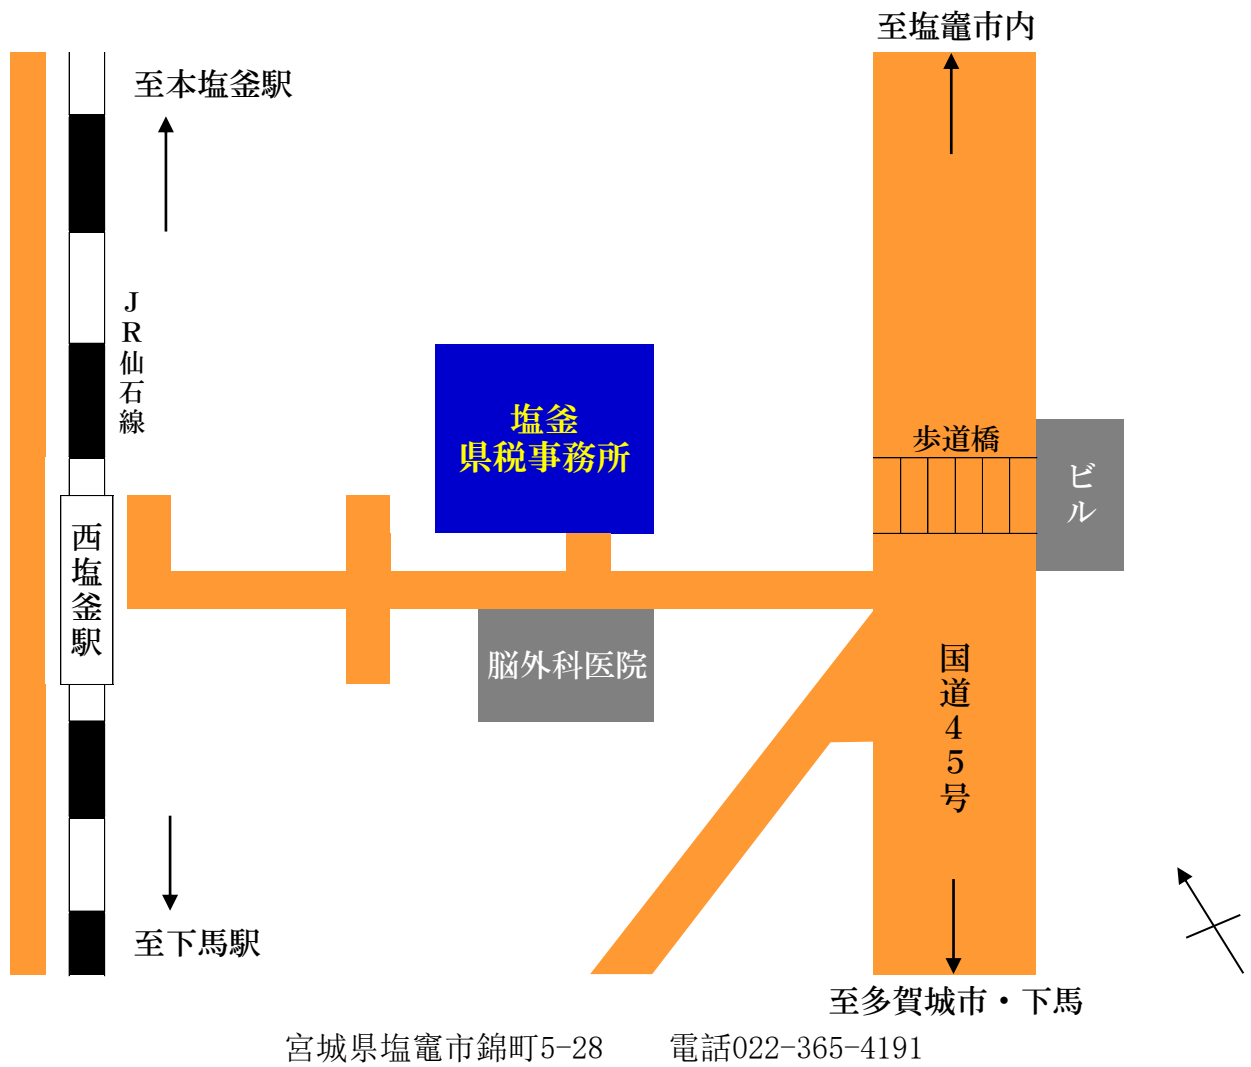 至塩竈市内
至本塩釜駅
JR仙石線
塩釜
県税事務所
歩道橋
ビル
西塩釜駅
脳外科医院
国道45号
至下馬駅
至多賀城市・下馬
宮城県塩竈市錦町5-28 電話022-365-4191